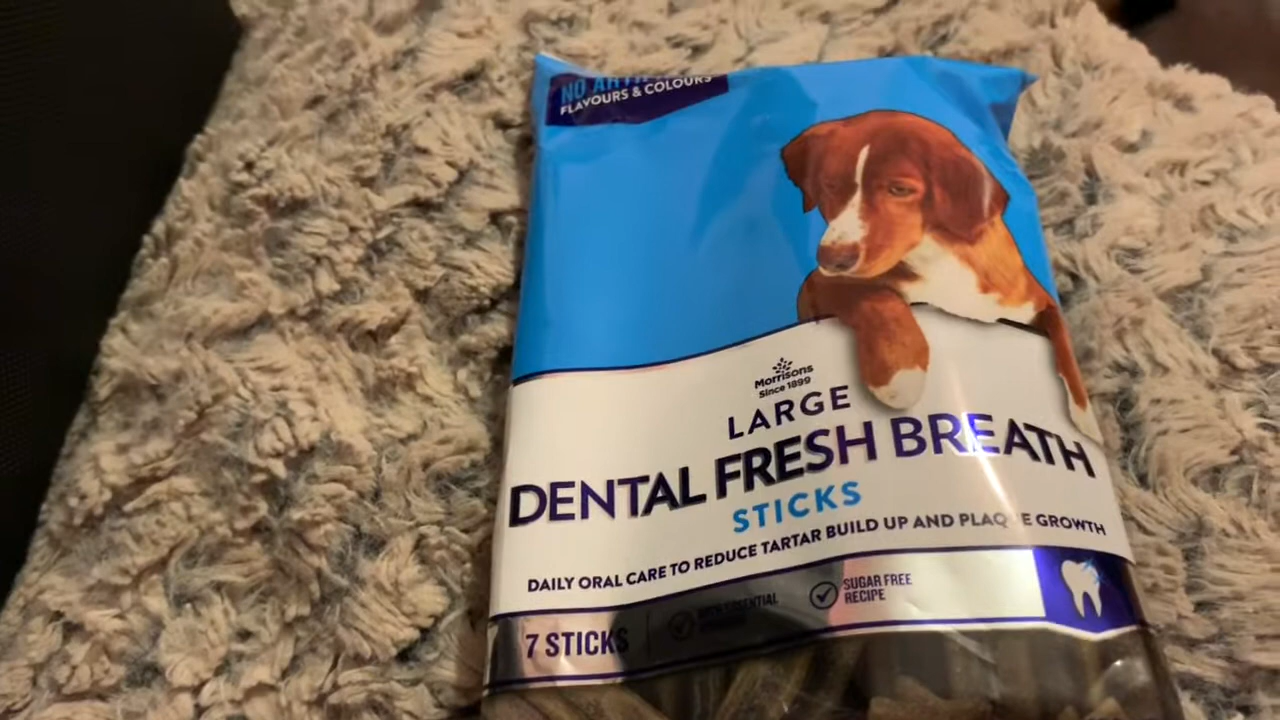 NO
FLAVOURS & COLOURS
Morrisons
Since 1899
LARGE
DENTAL FRESH BREATH
STICKS
DAILY ORAL CARE TO REDUCE TARTAR BUILD UP AND PLAQUE GROWTH
7 STICKS
SUGAR FREE
RECIPE